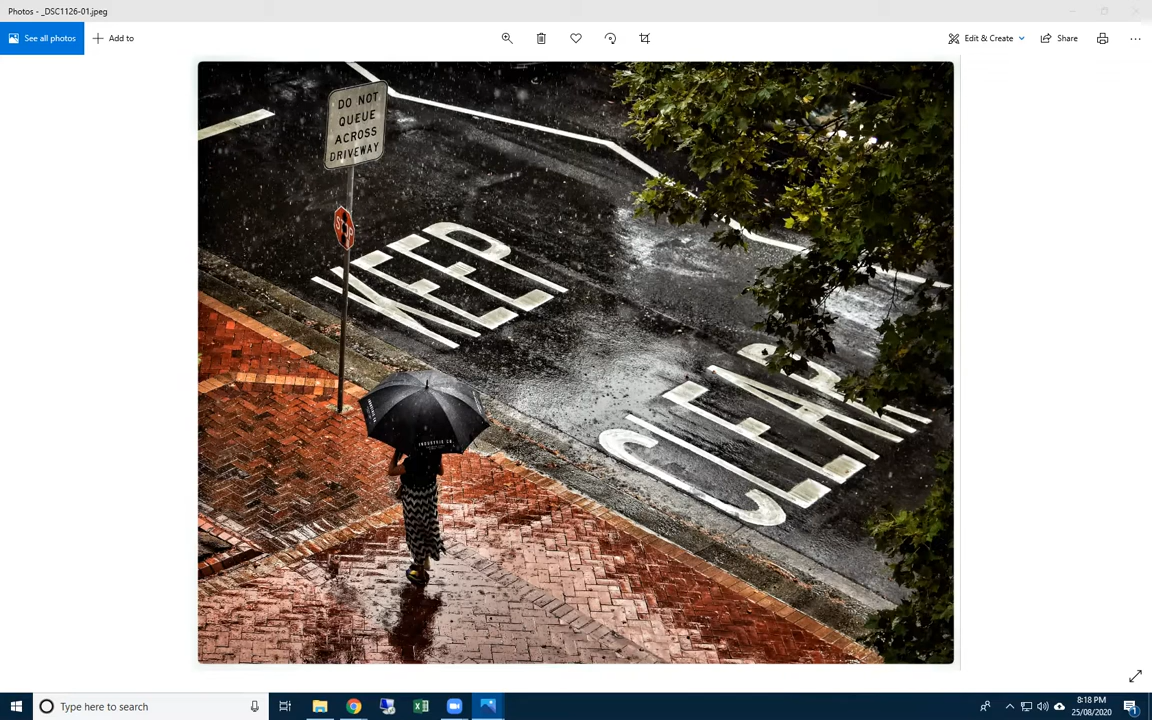 Photos - _DSC1126-01.jpeg
See all photos
Add to
Edit & Create
Share
DO NOT
QUEUE
ACROSS
DRIVEWAY
STOP
KEEP
CLEAR
Type here to search
8:18 PM
25/08/2020